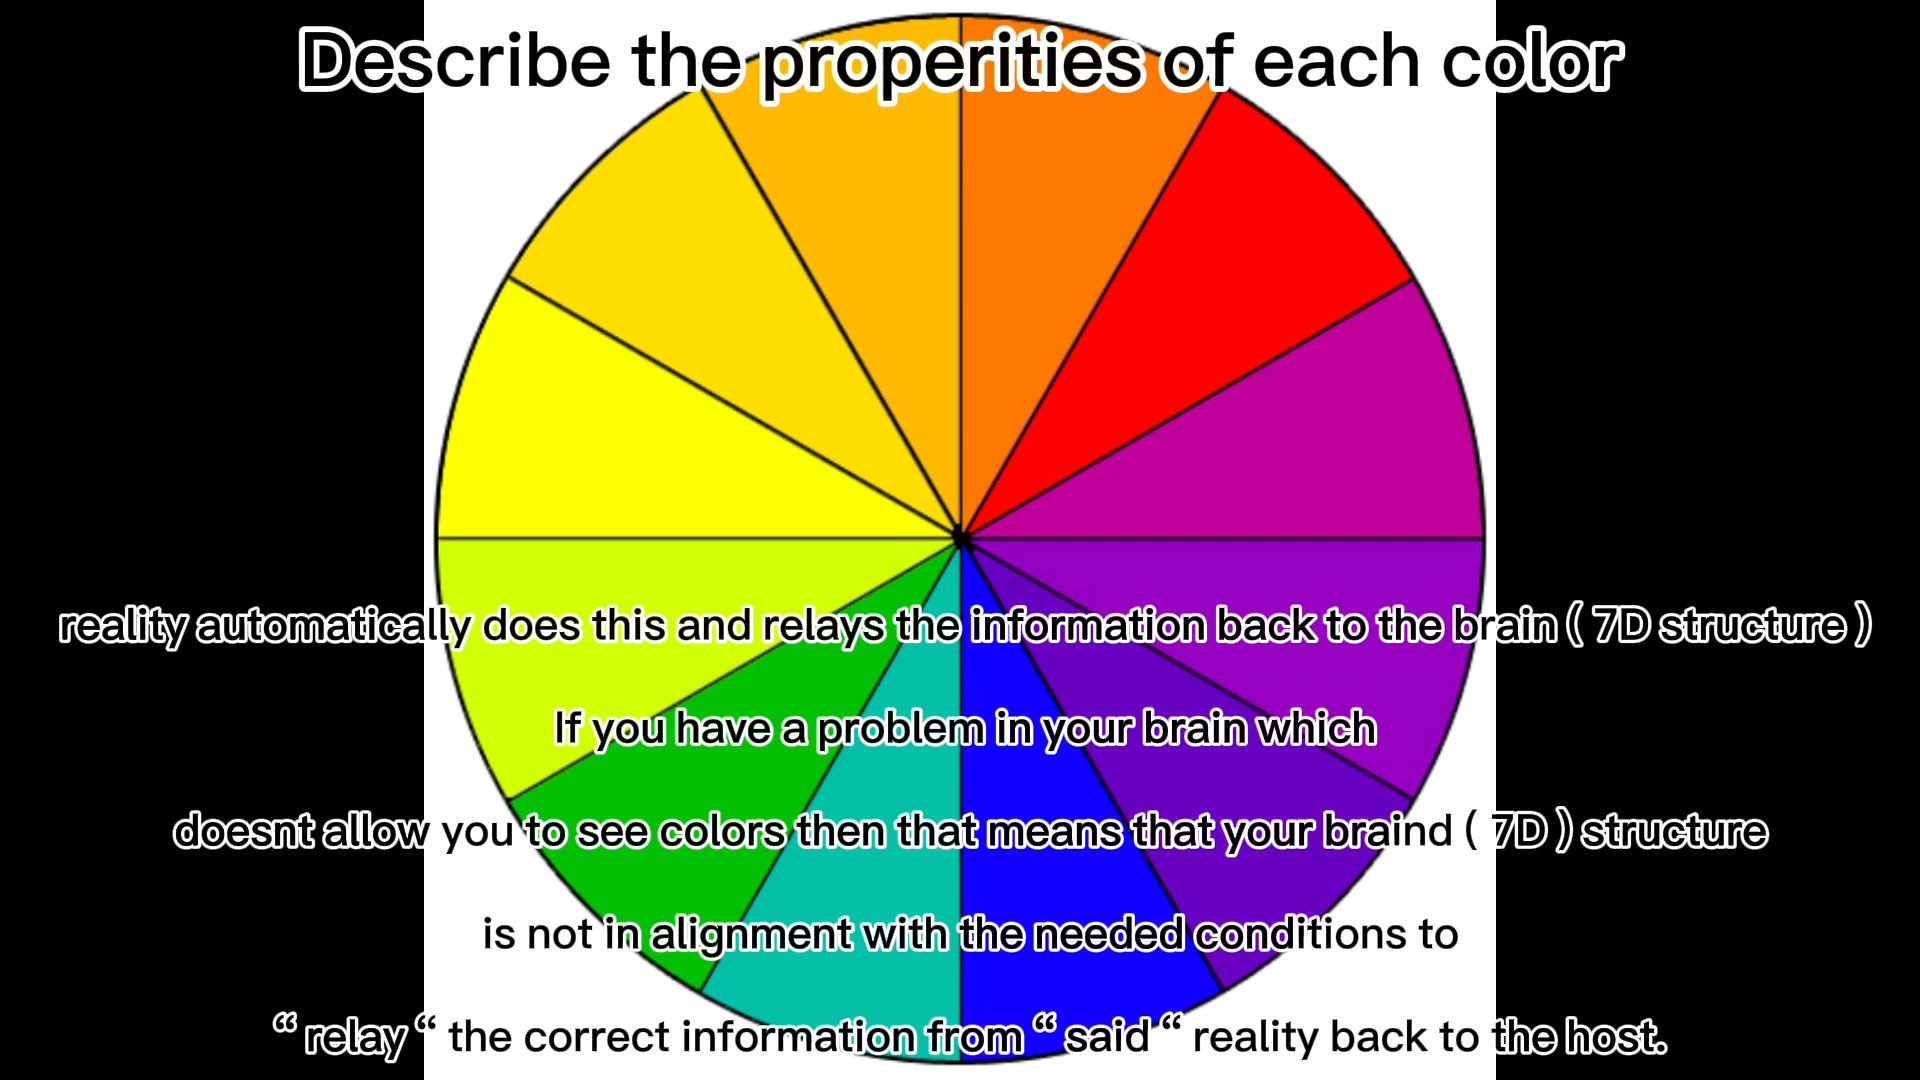 Describe the properities of each color
reality automatically does this and relays the information back to the brain ( 7D structure )
If you have a problem in your brain which
doesnt allow you to see colors then that means that your braind ( 7D ) structure
is not in alignment with the needed conditions to
“ relay “ the correct information from “ said “ reality back to the host.